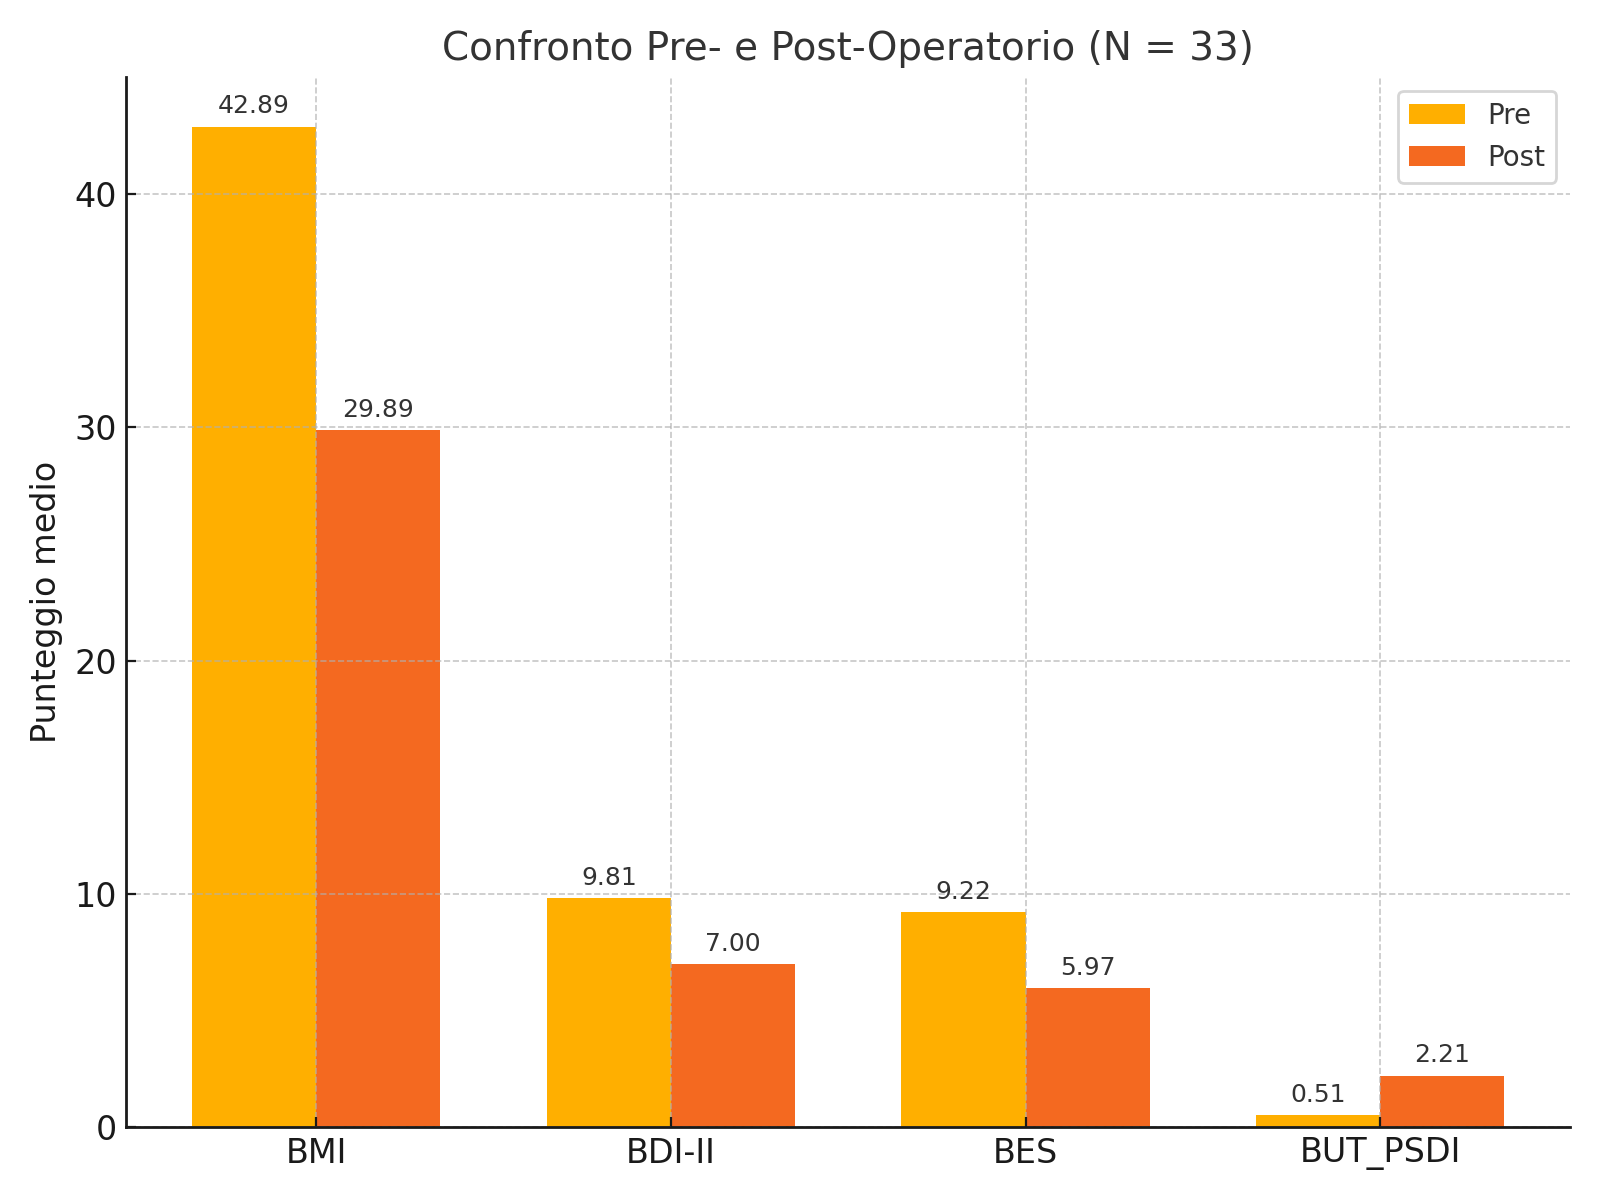 Confronto Pre- e Post-Operatorio (N = 33)
Pre
Post
Punteggio medio
40
30
20
10
0
42.89
29.89
9.81
7.00
9.22
5.97
0.51
2.21
BMI
BDI-II
BES
BUT_PSDI